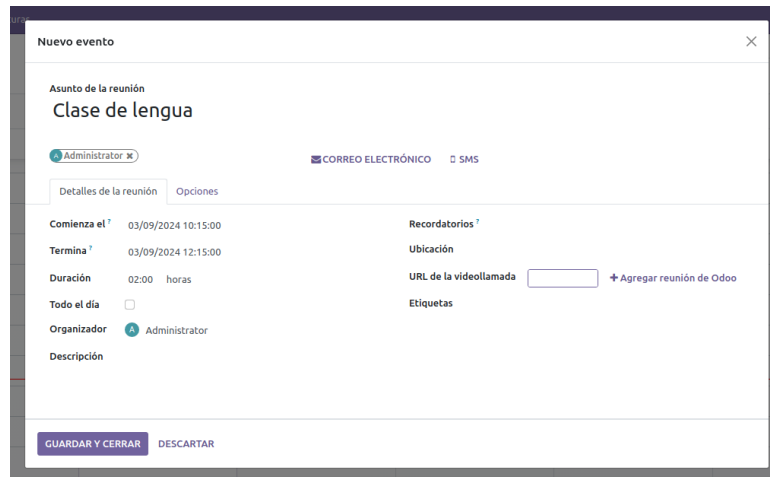 Nuevo evento
Asunto de la reunión
Clase de lengua
A Administrator
CORREO ELECTRÓNICO SMS
Detalles de la reunión Opciones
Comienza el ? 03/09/2024 10:15:00 Recordatorios ?
Termina ? 03/09/2024 12:15:00 Ubicación
Duración 02:00 horas URL de la videollamada + Agregar reunión de Odoo
Todo el día Etiquetas
Organizador A Administrator
Descripción
GUARDAR Y CERRAR DESCARTAR